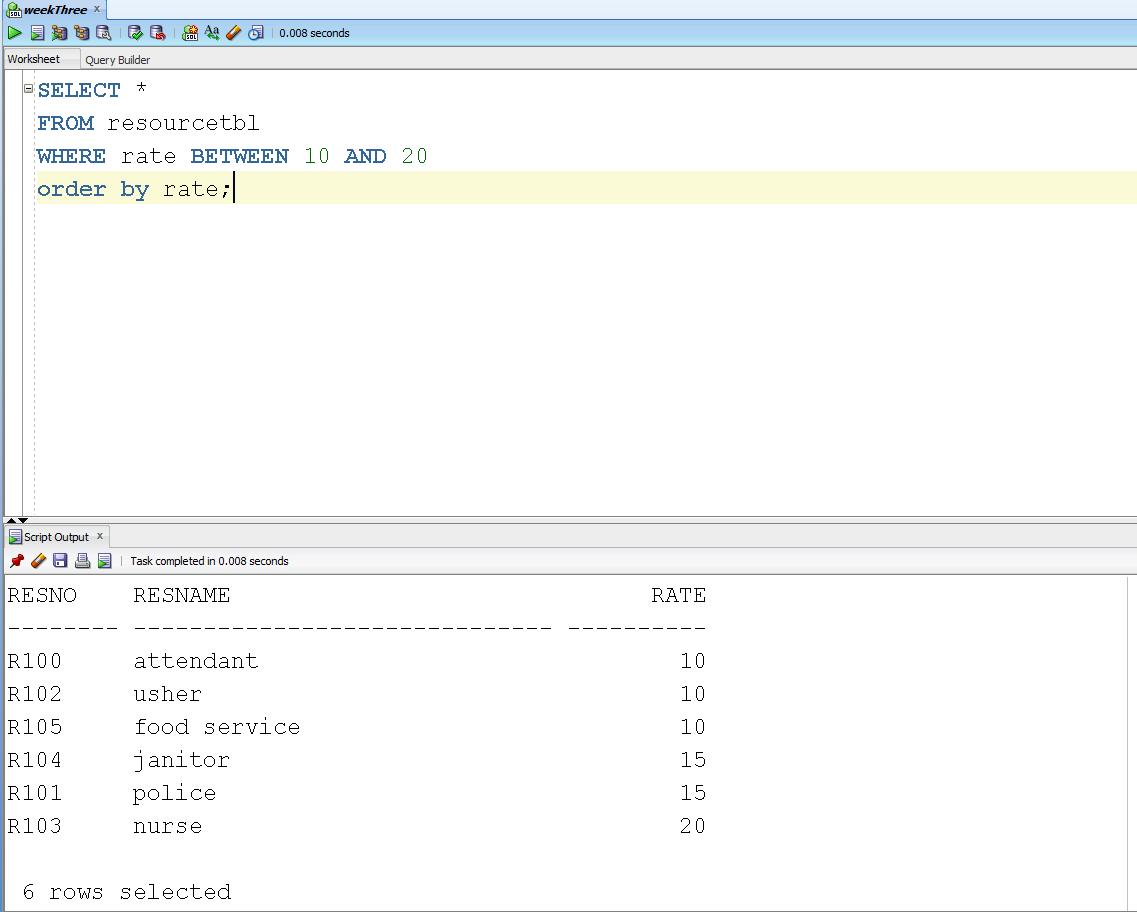 weekThree x
0.008 seconds
Worksheet Query Builder
SELECT *
FROM resourcetbl
WHERE rate BETWEEN 10 AND 20
order by rate;
Script Output x
Task completed in 0.008 seconds
RESNO RESNAME RATE
-------- ------------------------------ ----------
R100 attendant 10
R102 usher 10
R105 food service 10
R104 janitor 15
R101 police 15
R103 nurse 20
6 rows selected